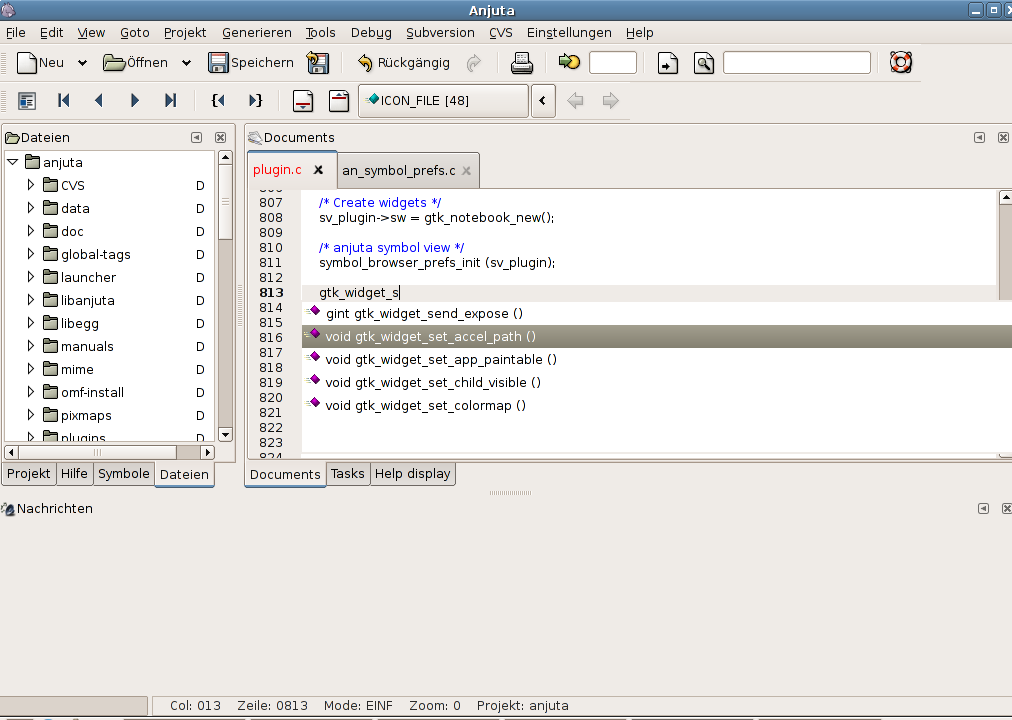 Anjuta
File Edit View Goto Projekt Generieren Tools Debug Subversion CVS Einstellungen Help
Neu Öffnen Speichern Rückgängig
ICON_FILE [48]
Dateien
anjuta
CVS D
data D
doc D
global-tags D
launcher D
libanjuta D
libegg D
manuals D
mime D
omf-install D
pixmaps D
plugins D
Projekt Hilfe Symbole Dateien
Documents
plugin.c an_symbol_prefs.c
806
807 /* Create widgets */
808 sv_plugin->sw = gtk_notebook_new();
809
810 /* anjuta symbol view */
811 symbol_browser_prefs_init (sv_plugin);
812
813 gtk_widget_s
814 gint gtk_widget_send_expose ()
815
816 void gtk_widget_set_accel_path ()
817 void gtk_widget_set_app_paintable ()
818
819 void gtk_widget_set_child_visible ()
820 void gtk_widget_set_colormap ()
821
822
823
824
Documents Tasks Help display
Nachrichten
Col: 013 Zeile: 0813 Mode: EINF Zoom: 0 Projekt: anjuta